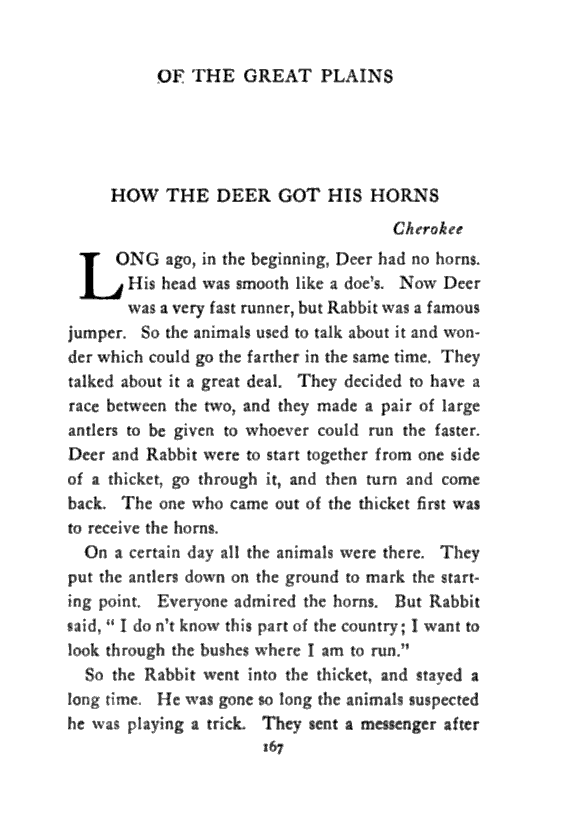 OF THE GREAT PLAINS
HOW THE DEER GOT HIS HORNS
Cherokee
LONG ago, in the beginning, Deer had no horns.
His head was smooth like a doe's. Now Deer
was a very fast runner, but Rabbit was a famous
jumper. So the animals used to talk about it and won-
der which could go the farther in the same time. They
talked about it a great deal. They decided to have a
race between the two, and they made a pair of large
antlers to be given to whoever could run the faster.
Deer and Rabbit were to start together from one side
of a thicket, go through it, and then turn and come
back. The one who came out of the thicket first was
to receive the horns.
On a certain day all the animals were there. They
put the antlers down on the ground to mark the start-
ing point. Everyone admired the horns. But Rabbit
said, " I do n't know this part of the country; I want to
look through the bushes where I am to run."
So the Rabbit went into the thicket, and stayed a
long time. He was gone so long the animals suspected
he was playing a trick. They sent a messenger after
167